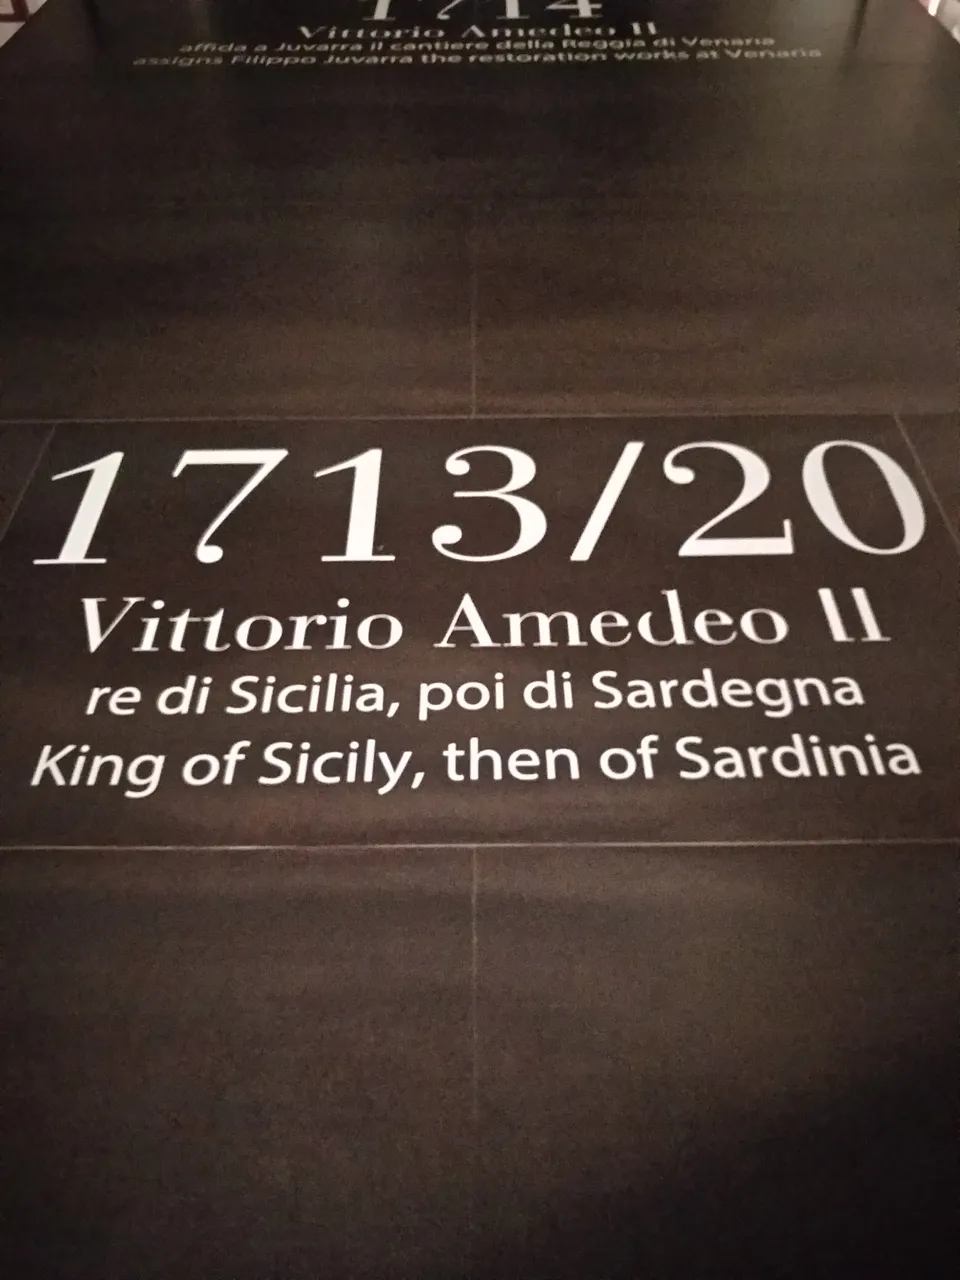 1714
Vittorio Amedeo II
affida a Juvarra il cantiere della Reggia di Venaria
assigns Filippo Juvarra the restoration works at Venaria
1713/20
Vittorio Amedeo II
re di Sicilia, poi di Sardegna
King of Sicily, then of Sardinia